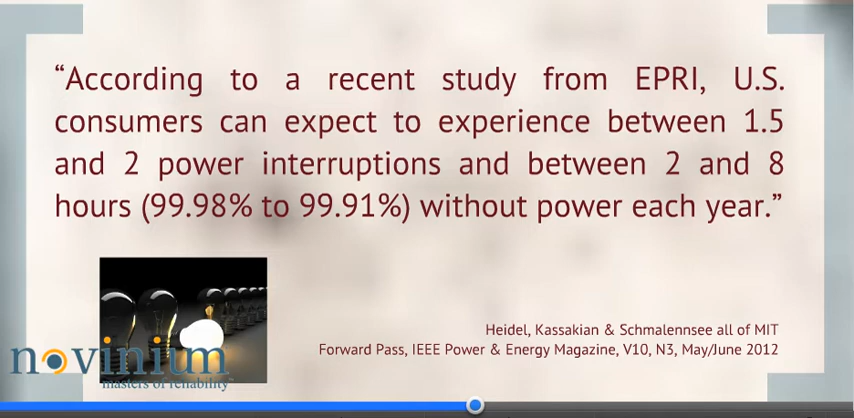 “According to a recent study from EPRI, U.S.
consumers can expect to experience between 1.5
and 2 power interruptions and between 2 and 8
hours (99.98% to 99.91%) without power each year.”
Heidel, Kassakian & Schmalennsee all of MIT
Forward Pass, IEEE Power & Energy Magazine, V10, N3, May/June 2012
novinium
masters of reliability™